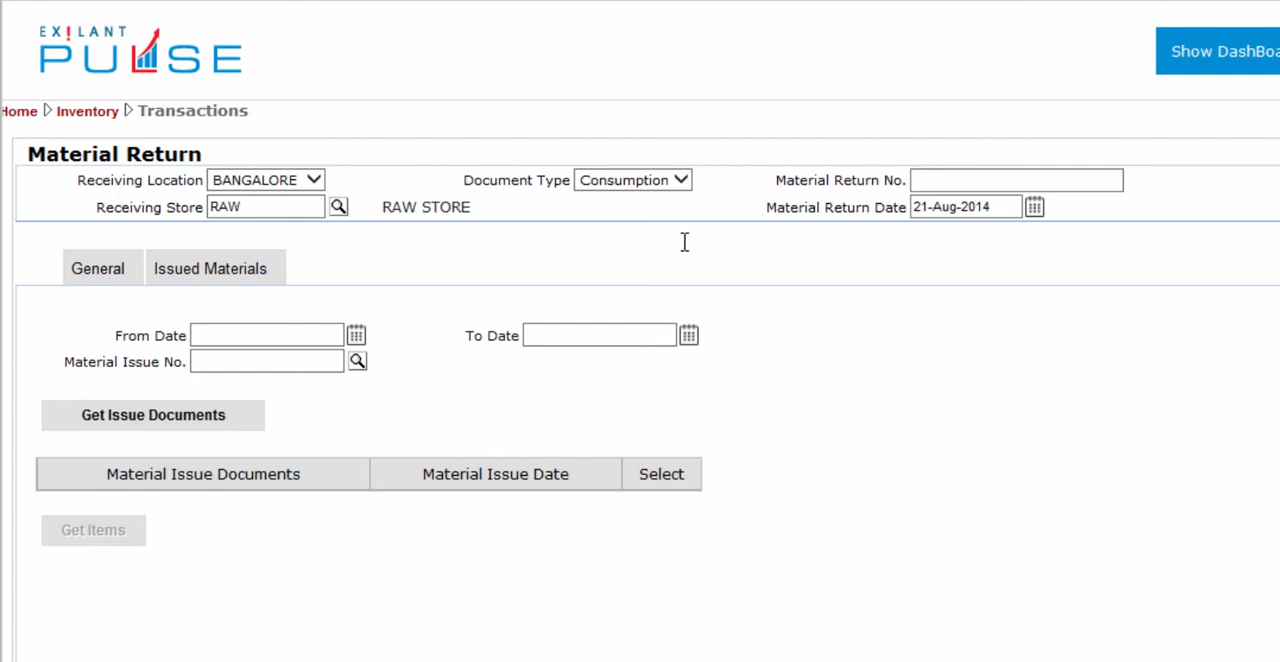 EX!LANT
PULSE
Show DashBoa
Home Inventory Transactions
Material Return
Receiving Location BANGALORE Document Type Consumption Material Return No.
Receiving Store RAW RAW STORE Material Return Date 21-Aug-2014
General Issued Materials
From Date To Date
Material Issue No.
Get Issue Documents
Material Issue Documents Material Issue Date Select
Get Items